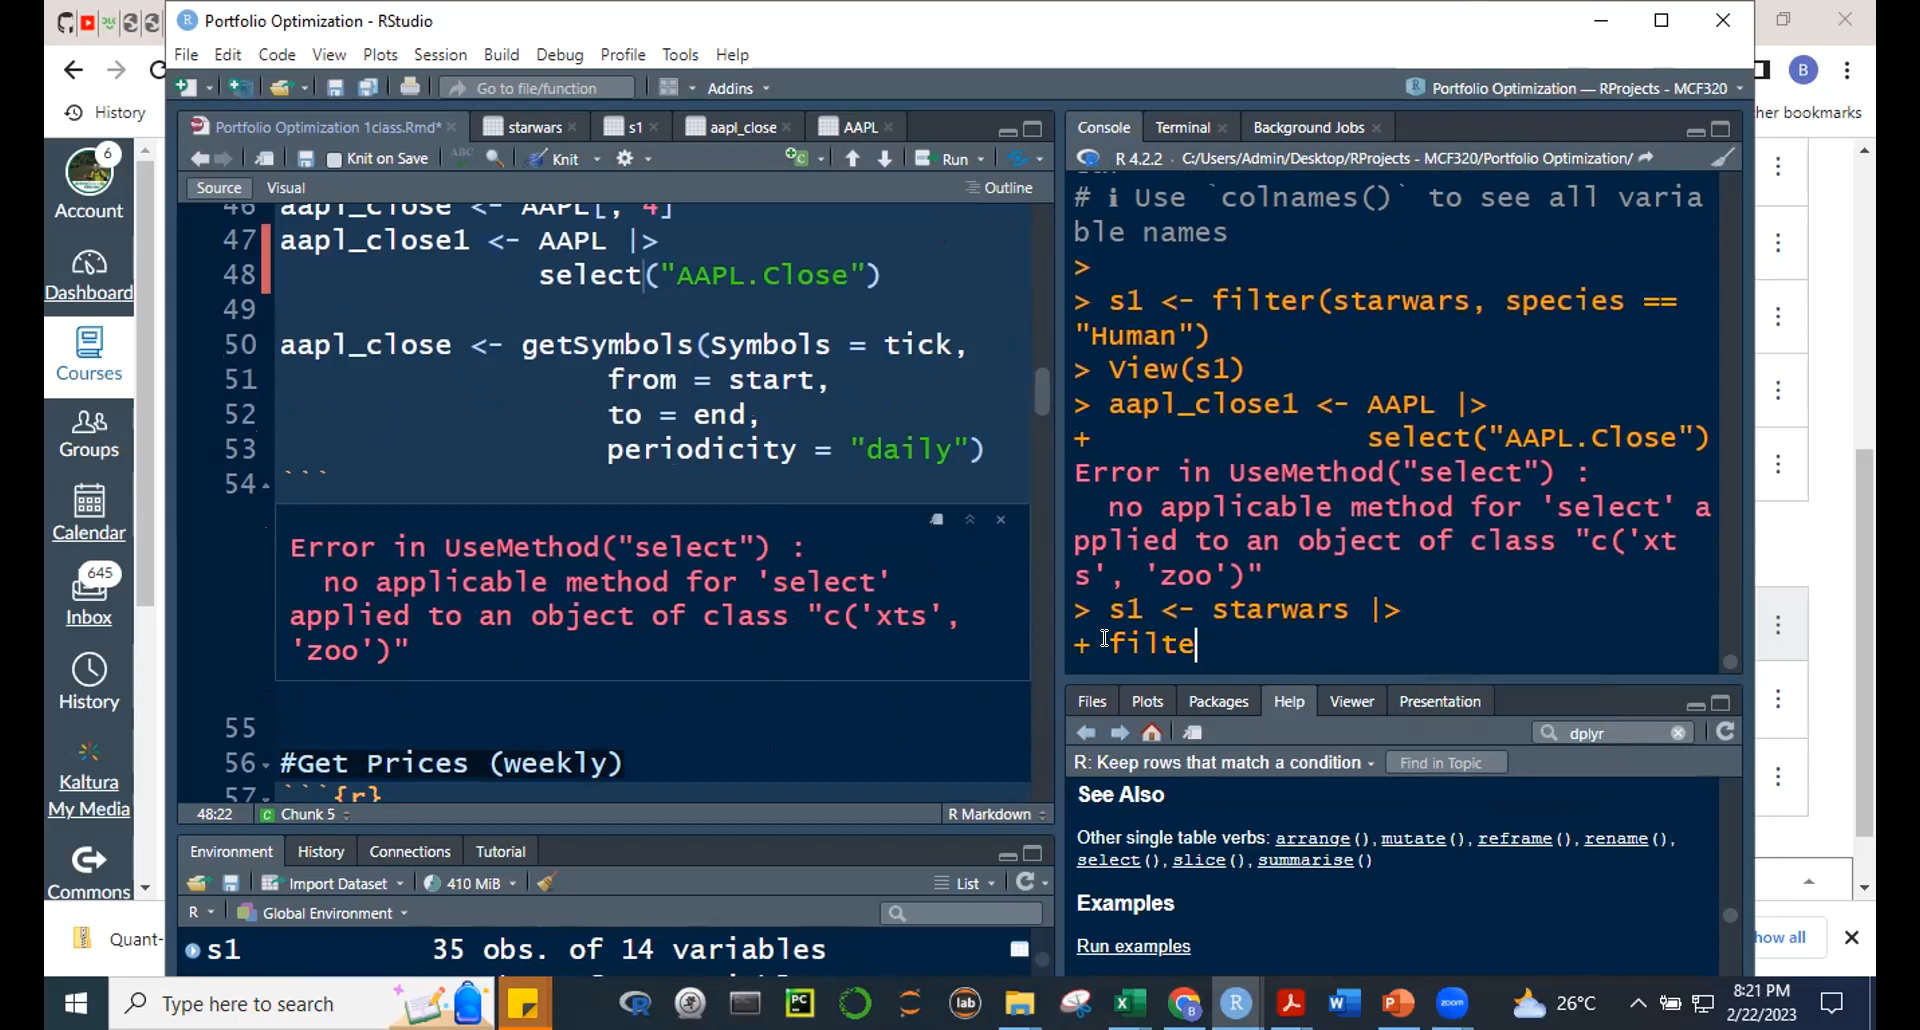 Portfolio Optimization - RStudio
File Edit Code View Plots Session Build Debug Profile Tools Help
Go to file/function
Addins
Portfolio Optimization — RProjects - MCF320
History
her bookmarks
B
Portfolio Optimization 1class.Rmd*
starwars
s1
aapl_close
AAPL
Knit on Save
ABC
Knit
Run
Source
Visual
Outline
46 aapl_close <- AAPL[, 4]
47 aapl_close1 <- AAPL |>
48 select("AAPL.Close")
49
50 aapl_close <- getSymbols(Symbols = tick,
51 from = start,
52 to = end,
53 periodicity = "daily")
54 ```
Error in UseMethod("select") :
no applicable method for 'select'
applied to an object of class "c('xts',
'zoo')"
55
56 #Get Prices (weekly)
57 ```{r}
48:22
Chunk 5
R Markdown
Environment
History
Connections
Tutorial
Import Dataset
410 MiB
List
R
Global Environment
s1 35 obs. of 14 variables
Console
Terminal
Background Jobs
R 4.2.2 · C:/Users/Admin/Desktop/RProjects - MCF320/Portfolio Optimization/
# ℹ Use `colnames()` to see all varia
ble names
>
> s1 <- filter(starwars, species ==
"Human")
> View(s1)
> aapl_close1 <- AAPL |>
+ select("AAPL.Close")
Error in UseMethod("select") :
no applicable method for 'select' a
pplied to an object of class "c('xt
s', 'zoo')"
> s1 <- starwars |>
+ filte
Files
Plots
Packages
Help
Viewer
Presentation
dplyr
R: Keep rows that match a condition
Find in Topic
See Also
Other single table verbs: arrange(), mutate(), reframe(), rename(),
select(), slice(), summarise()
Examples
Run examples
6
Account
Dashboard
Courses
Groups
Calendar
645
Inbox
History
Kaltura
My Media
Commons
Quant-
how all
Type here to search
PC
lab
R
zoom
26°C
8:21 PM
2/22/2023